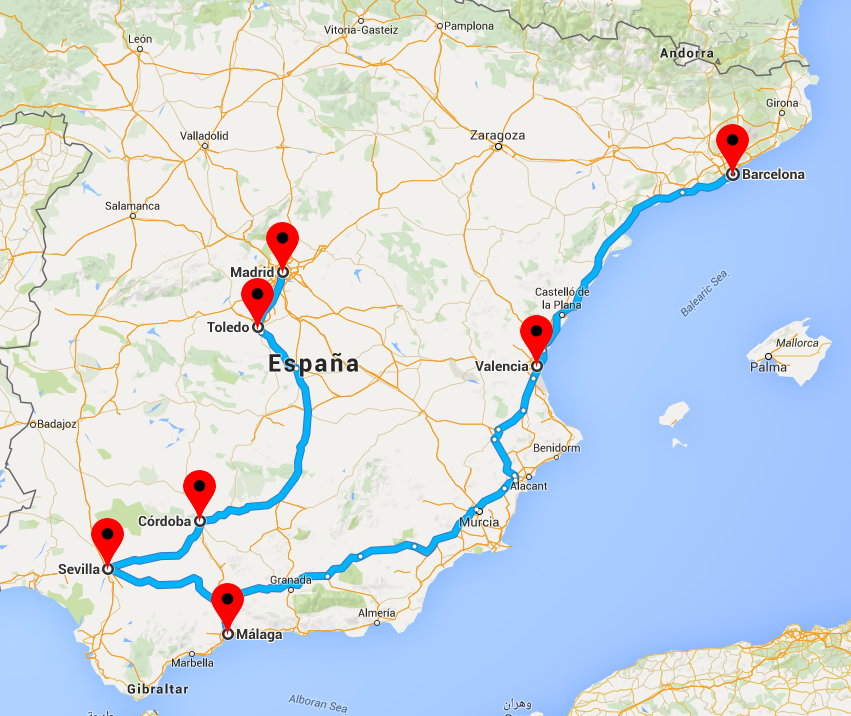 Vitoria-Gasteiz
Pamplona
León
Andorra
Girona
Valladolid
Zaragoza
Barcelona
Salamanca
Madrid
Balearic Sea
Castelló de
la Plana
Toledo
Mallorca
España
Valencia
Palma
Badajoz
Benidorm
Alacant
Córdoba
Murcia
Sevilla
Granada
Almería
Málaga
Marbella
Gibraltar
Alboran Sea
وهران